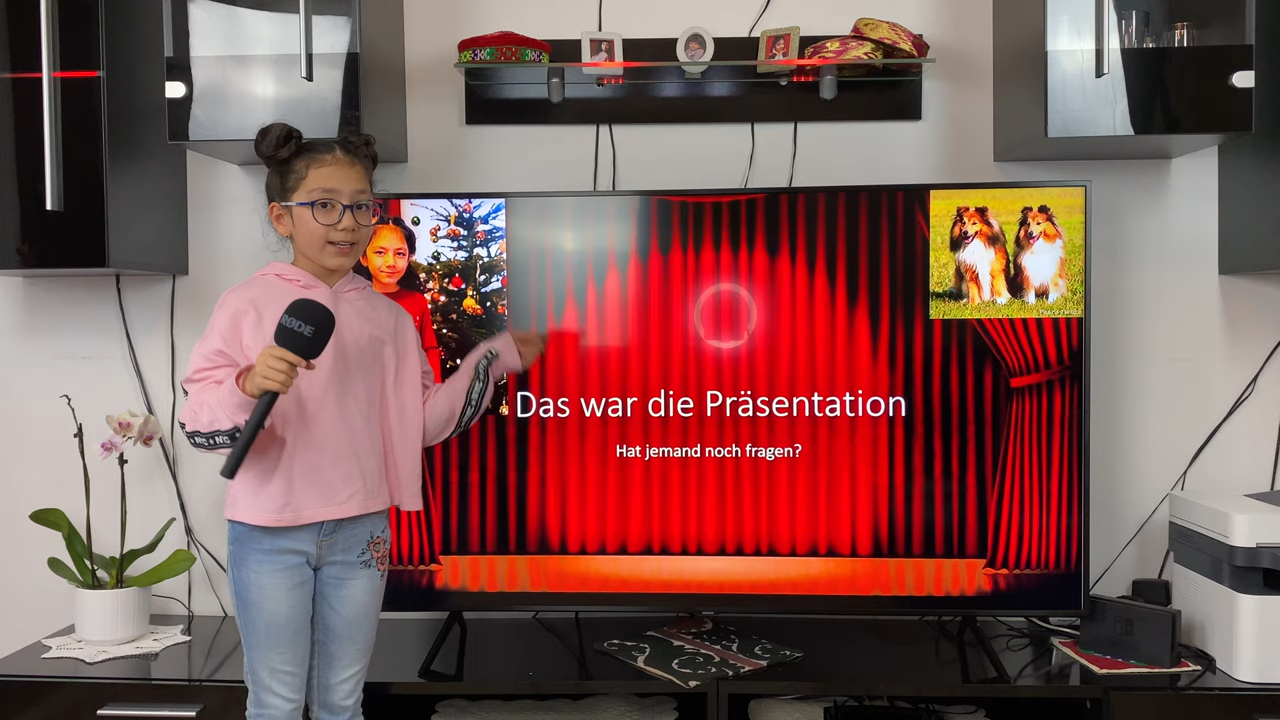 RØDE
Das war die Präsentation
Hat jemand noch fragen?